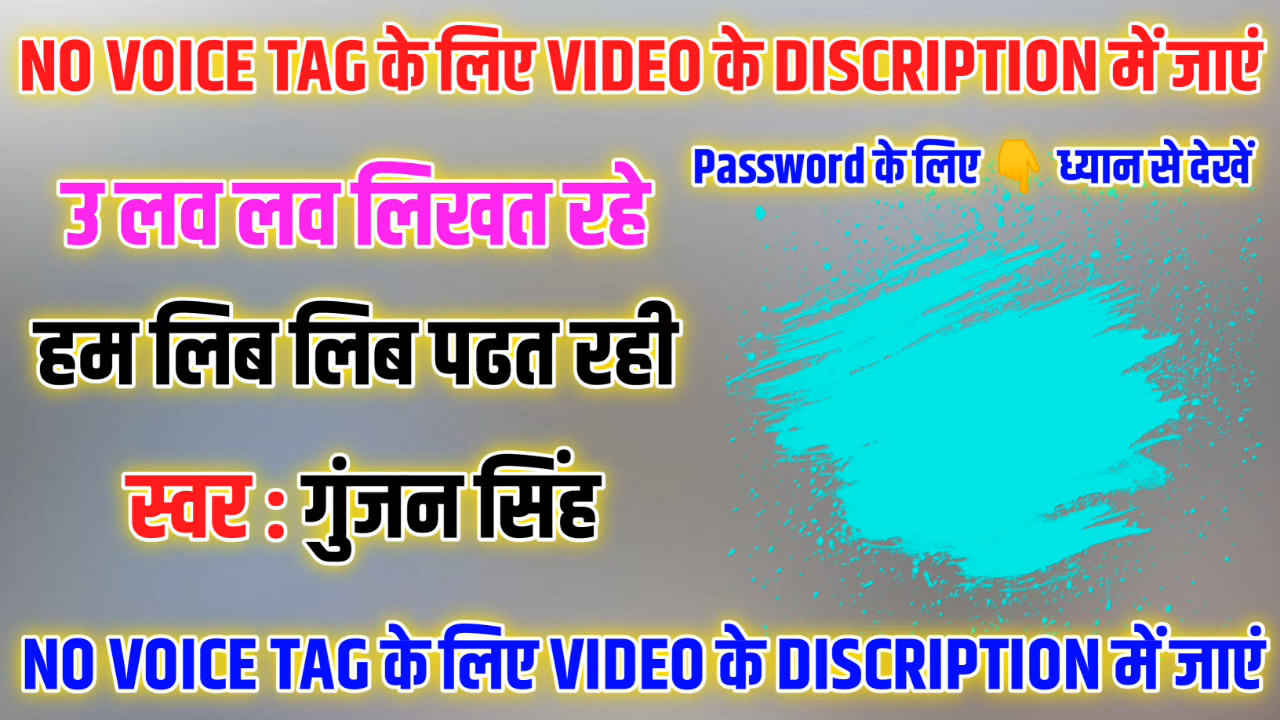 NO VOICE TAG के लिए VIDEO के DISCRIPTION में जाएं
Password के लिए 👇 ध्यान से देखें
उ लव लव लिखत रहे
हम लिब लिब पढत रही
स्वर : गुंजन सिंह
NO VOICE TAG के लिए VIDEO के DISCRIPTION में जाएं